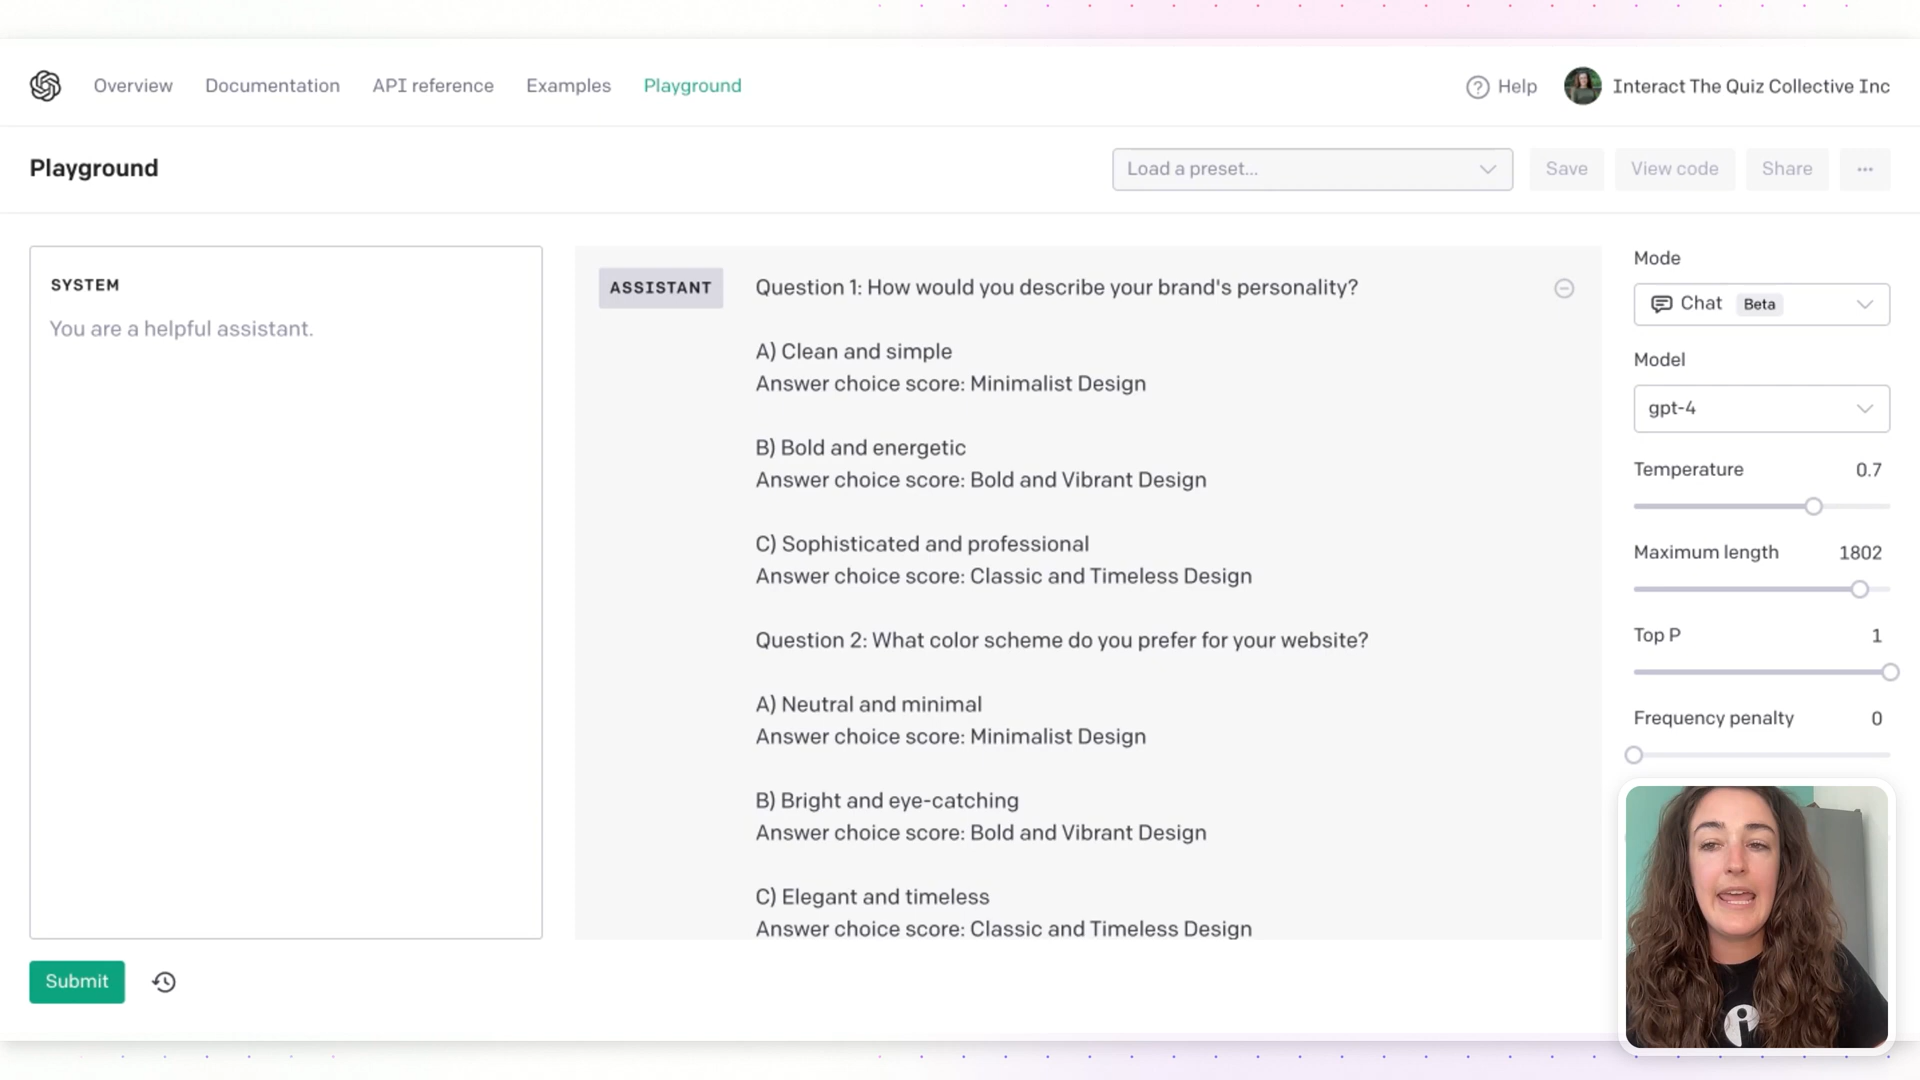 Overview Documentation API reference Examples Playground
Help Interact The Quiz Collective Inc
Playground
Load a preset...
Save
View code
Share
...
SYSTEM
You are a helpful assistant.
ASSISTANT
Question 1: How would you describe your brand's personality?
A) Clean and simple
Answer choice score: Minimalist Design
B) Bold and energetic
Answer choice score: Bold and Vibrant Design
C) Sophisticated and professional
Answer choice score: Classic and Timeless Design
Question 2: What color scheme do you prefer for your website?
A) Neutral and minimal
Answer choice score: Minimalist Design
B) Bright and eye-catching
Answer choice score: Bold and Vibrant Design
C) Elegant and timeless
Answer choice score: Classic and Timeless Design
Mode
Chat Beta
Model
gpt-4
Temperature 0.7
Maximum length 1802
Top P 1
Frequency penalty 0
Submit